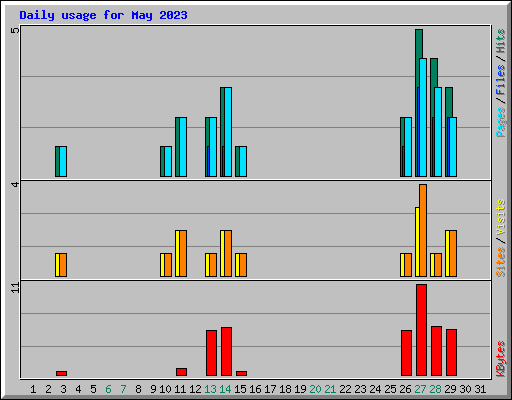 Daily usage for May 2023
5
Pages/Files/Hits
4
Sites/Visits
11
KBytes
1 2 3 4 5 6 7 8 9 10 11 12 13 14 15 16 17 18 19 20 21 22 23 24 25 26 27 28 29 30 31